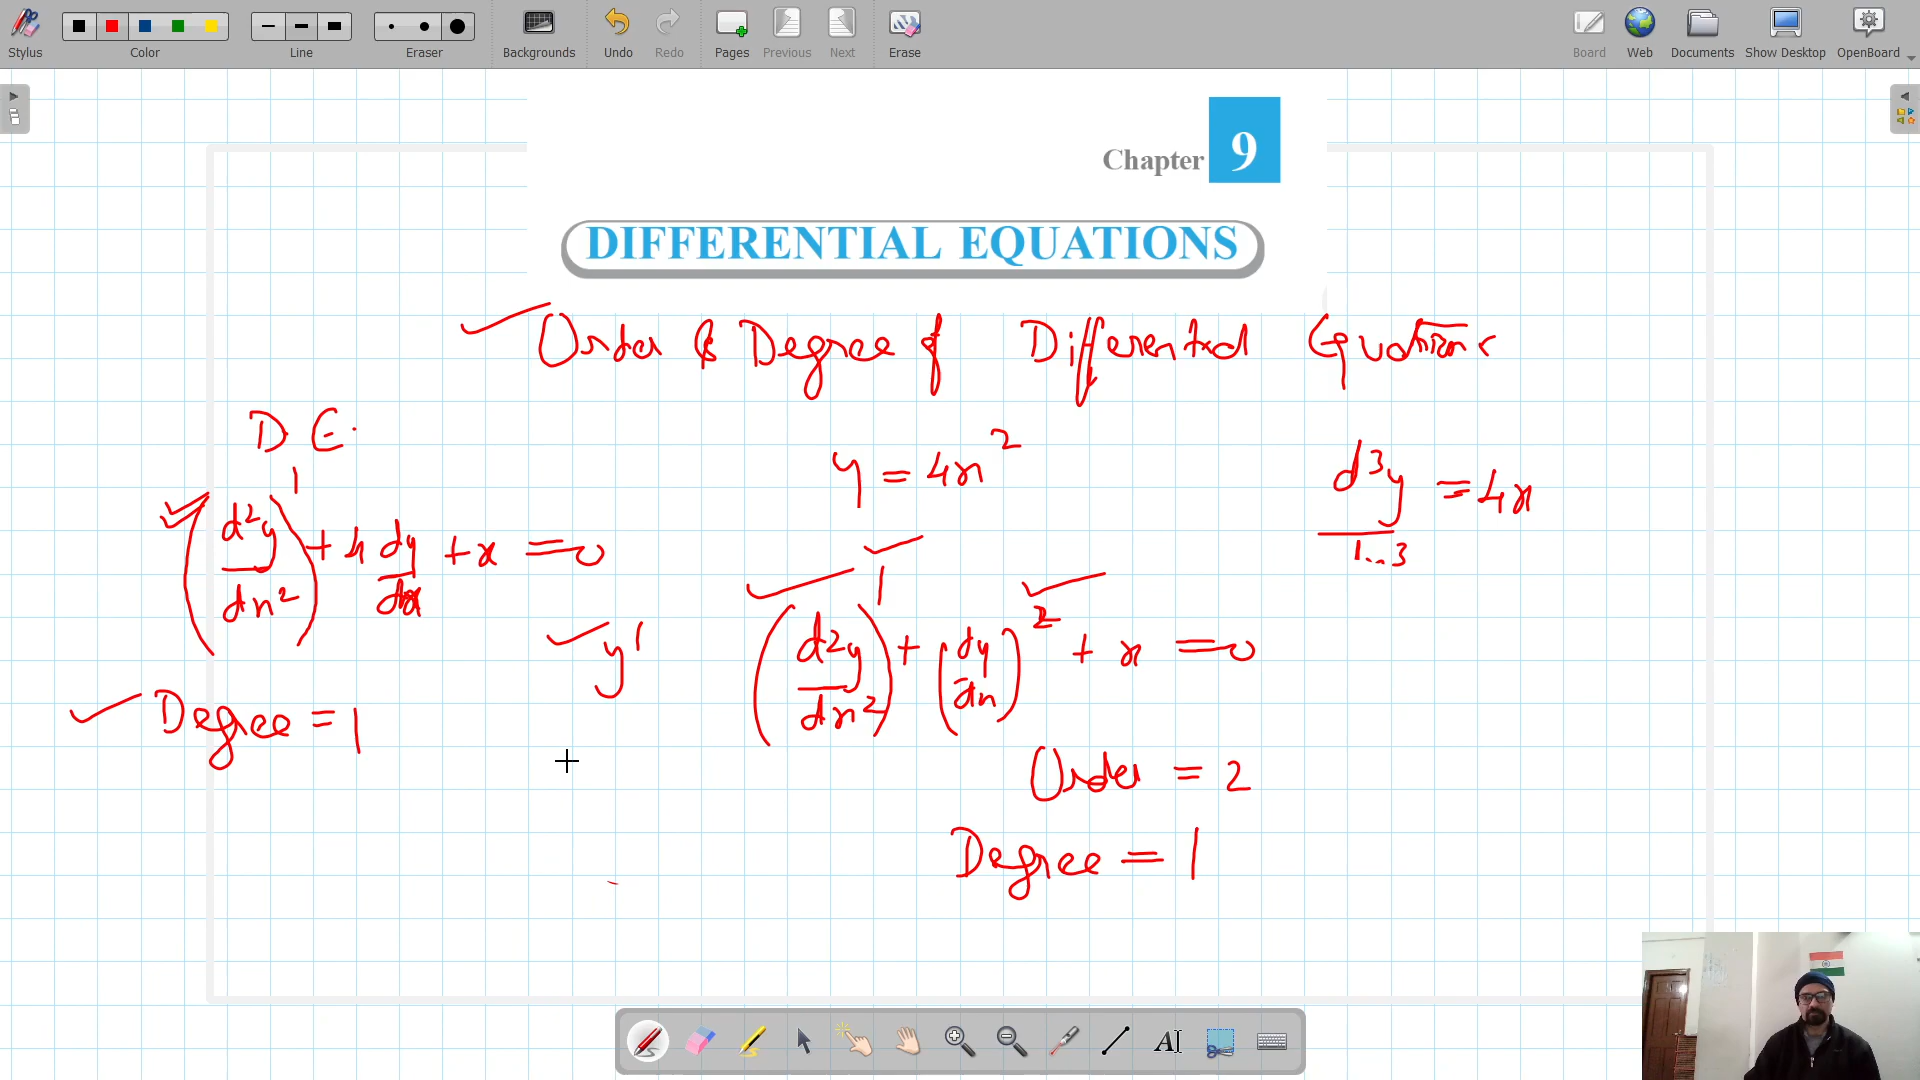 Stylus Color Line Eraser Backgrounds Undo Redo Pages Previous Next Erase Board Web Documents Show Desktop OpenBoard
Chapter 9
DIFFERENTIAL EQUATIONS
Order & Degree of Differential Equations
D.E.
y = 4x²
d³y = 4x
(d²y/dx²)¹ + 4 dy/dx + x = 0
y'
(d²y/dx²)¹ + (dy/dx)² + x = 0
Degree = 1
Order = 2
Degree = 1